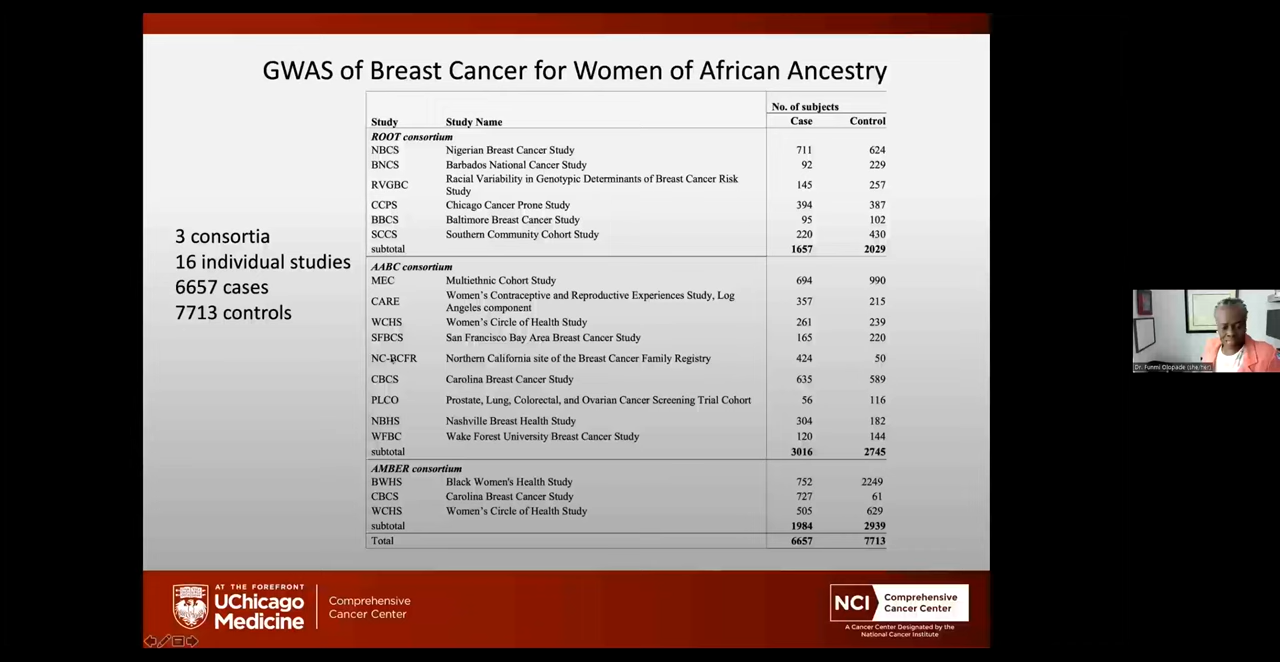 GWAS of Breast Cancer for Women of African Ancestry
No. of subjects
Study Study Name Case Control
ROOT consortium
NBCS Nigerian Breast Cancer Study 711 624
BNCS Barbados National Cancer Study 92 229
RVGBC Racial Variability in Genotypic Determinants of Breast Cancer Risk
Study 145 257
CCPS Chicago Cancer Prone Study 394 387
BBCS Baltimore Breast Cancer Study 95 102
SCCS Southern Community Cohort Study 220 430
subtotal 1657 2029
AABC consortium
MEC Multiethnic Cohort Study 694 990
CARE Women's Contraceptive and Reproductive Experiences Study, Log
Angeles component 357 215
WCHS Women's Circle of Health Study 261 239
SFBCS San Francisco Bay Area Breast Cancer Study 165 220
NC-BCFR Northern California site of the Breast Cancer Family Registry 424 50
CBCS Carolina Breast Cancer Study 635 589
PLCO Prostate, Lung, Colorectal, and Ovarian Cancer Screening Trial Cohort 56 116
NBHS Nashville Breast Health Study 304 182
WFBC Wake Forest University Breast Cancer Study 120 144
subtotal 3016 2745
AMBER consortium
BWHS Black Women's Health Study 752 2249
CBCS Carolina Breast Cancer Study 727 61
WCHS Women's Circle of Health Study 505 629
subtotal 1984 2939
Total 6657 7713
3 consortia
16 individual studies
6657 cases
7713 controls
Dr. Funmi Olopade (she/her)
AT THE FOREFRONT
UChicago
Medicine
Comprehensive
Cancer Center
NCI
Comprehensive
Cancer Center
A Cancer Center Designated by the
National Cancer Institute